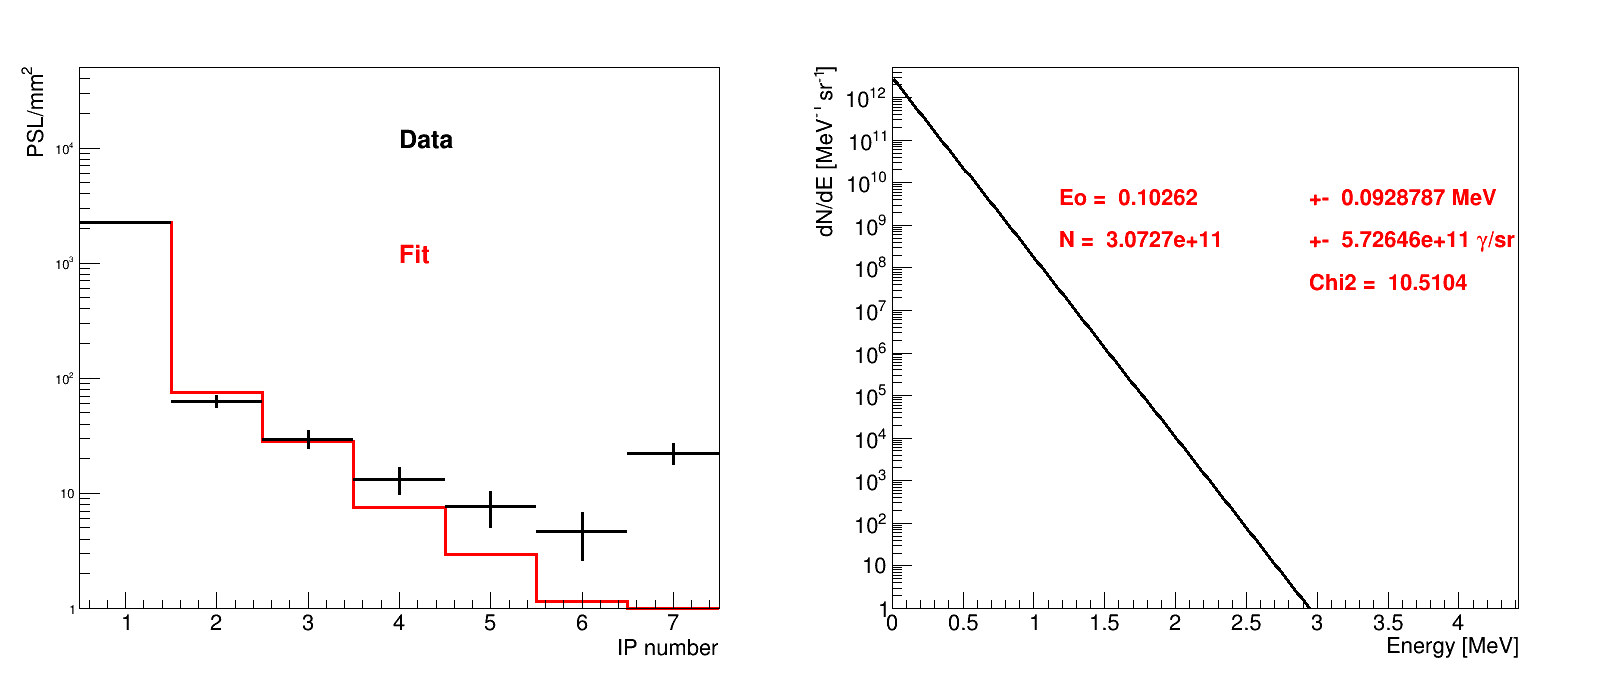 PSL/mm²
10⁴
10³
10²
10
1
Data
Fit
1 2 3 4 5 6 7
IP number
dN/dE [MeV⁻¹ sr⁻¹]
10¹²
10¹¹
10¹⁰
10⁹
10⁸
10⁷
10⁶
10⁵
10⁴
10³
10²
10
1
Eo = 0.10262 +- 0.0928787 MeV
N = 3.0727e+11 +- 5.72646e+11 γ/sr
Chi2 = 10.5104
0 0.5 1 1.5 2 2.5 3 3.5 4
Energy [MeV]